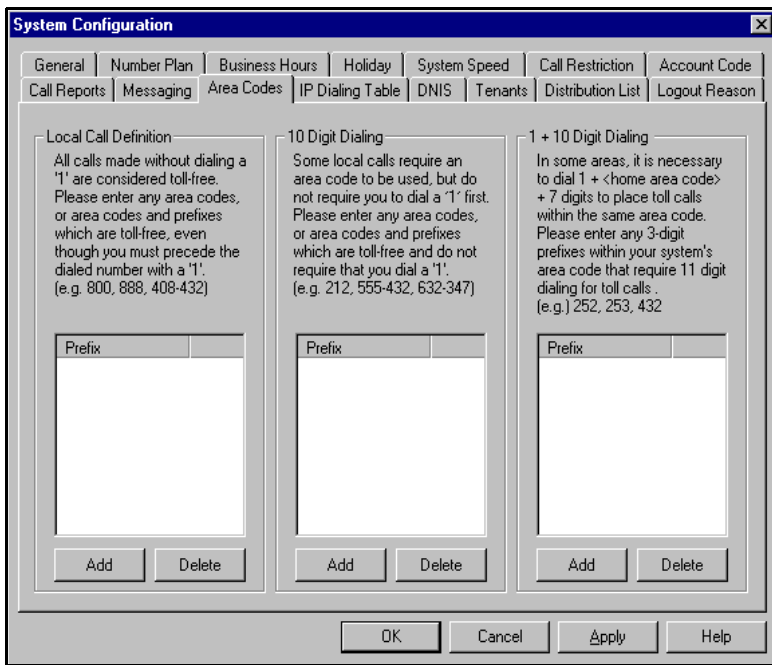 System Configuration
General Number Plan Business Hours Holiday System Speed Call Restriction Account Code
Call Reports Messaging Area Codes IP Dialing Table DNIS Tenants Distribution List Logout Reason
Local Call Definition
All calls made without dialing a
'1' are considered toll-free.
Please enter any area codes,
or area codes and prefixes
which are toll-free, even
though you must precede the
dialed number with a '1'.
(e.g. 800, 888, 408-432)
Prefix
Add Delete
10 Digit Dialing
Some local calls require an
area code to be used, but do
not require you to dial a ´1´ first.
Please enter any area codes,
or area codes and prefixes
which are toll-free and do not
require that you dial a '1'.
(e.g. 212, 555-432, 632-347)
Prefix
Add Delete
1 + 10 Digit Dialing
In some areas, it is necessary
to dial 1 + <home area code>
+ 7 digits to place toll calls
within the same area code.
Please enter any 3-digit
prefixes within your system's
area code that require 11 digit
dialing for toll calls .
(e.g.) 252, 253, 432
Prefix
Add Delete
OK Cancel Apply Help